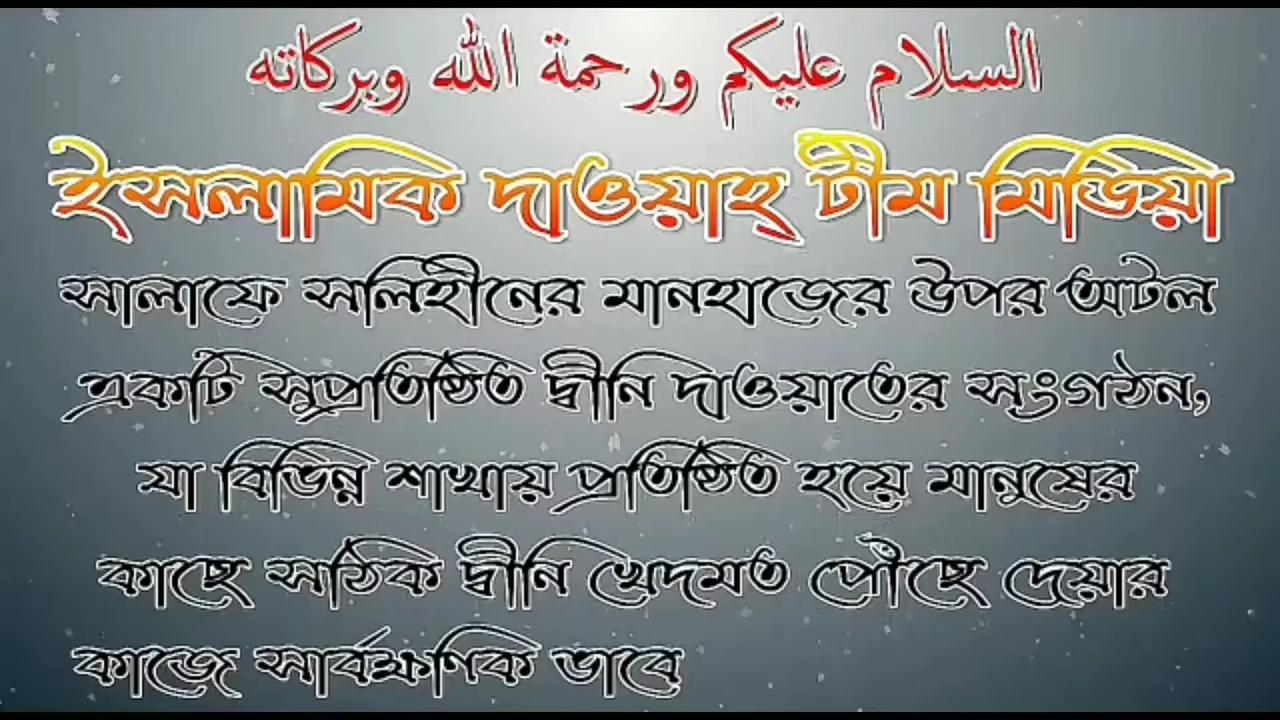 السلام عليكم ورحمة الله وبركاته
ইসলামিক দাওয়াহ্ টীম মিডিয়া
সালাফে সলিহীনের মানহাজের উপর অটল
একটি সুপ্রতিষ্ঠিত দ্বীনি দাওয়াতের সংগঠন,
যা বিভিন্ন শাখায় প্রতিষ্ঠিত হয়ে মানুষের
কাছে সঠিক দ্বীনি খেদমত পৌঁছে দেয়ার
কাজে সার্বক্ষণিক ভাবে